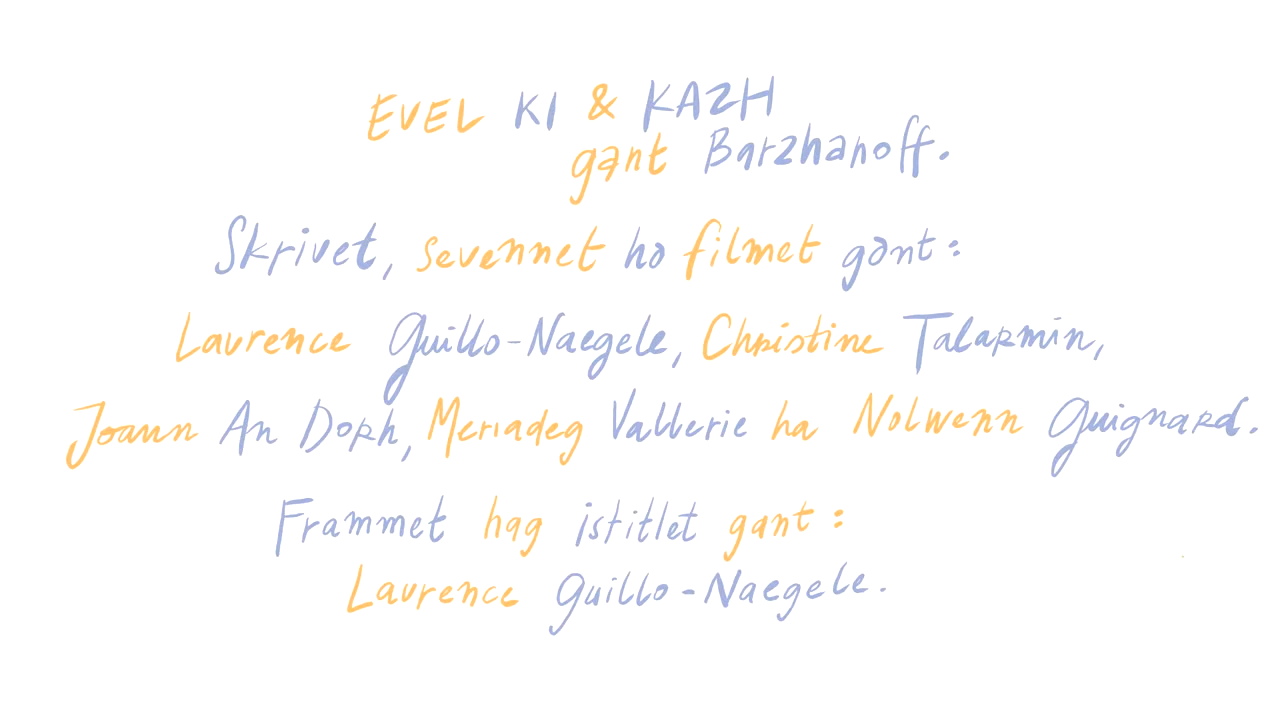 EVEL KI & KAZH
gant Barzhanoff.
Skrivet, sevennet ha filmet gant :
Laurence Guillo-Naegele, Christine Talarmin,
Joann An Dorh, Meriadeg Vallerie ha Nolwenn Guignard.
Frammet hag istitlet gant :
Laurence Guillo-Naegele.